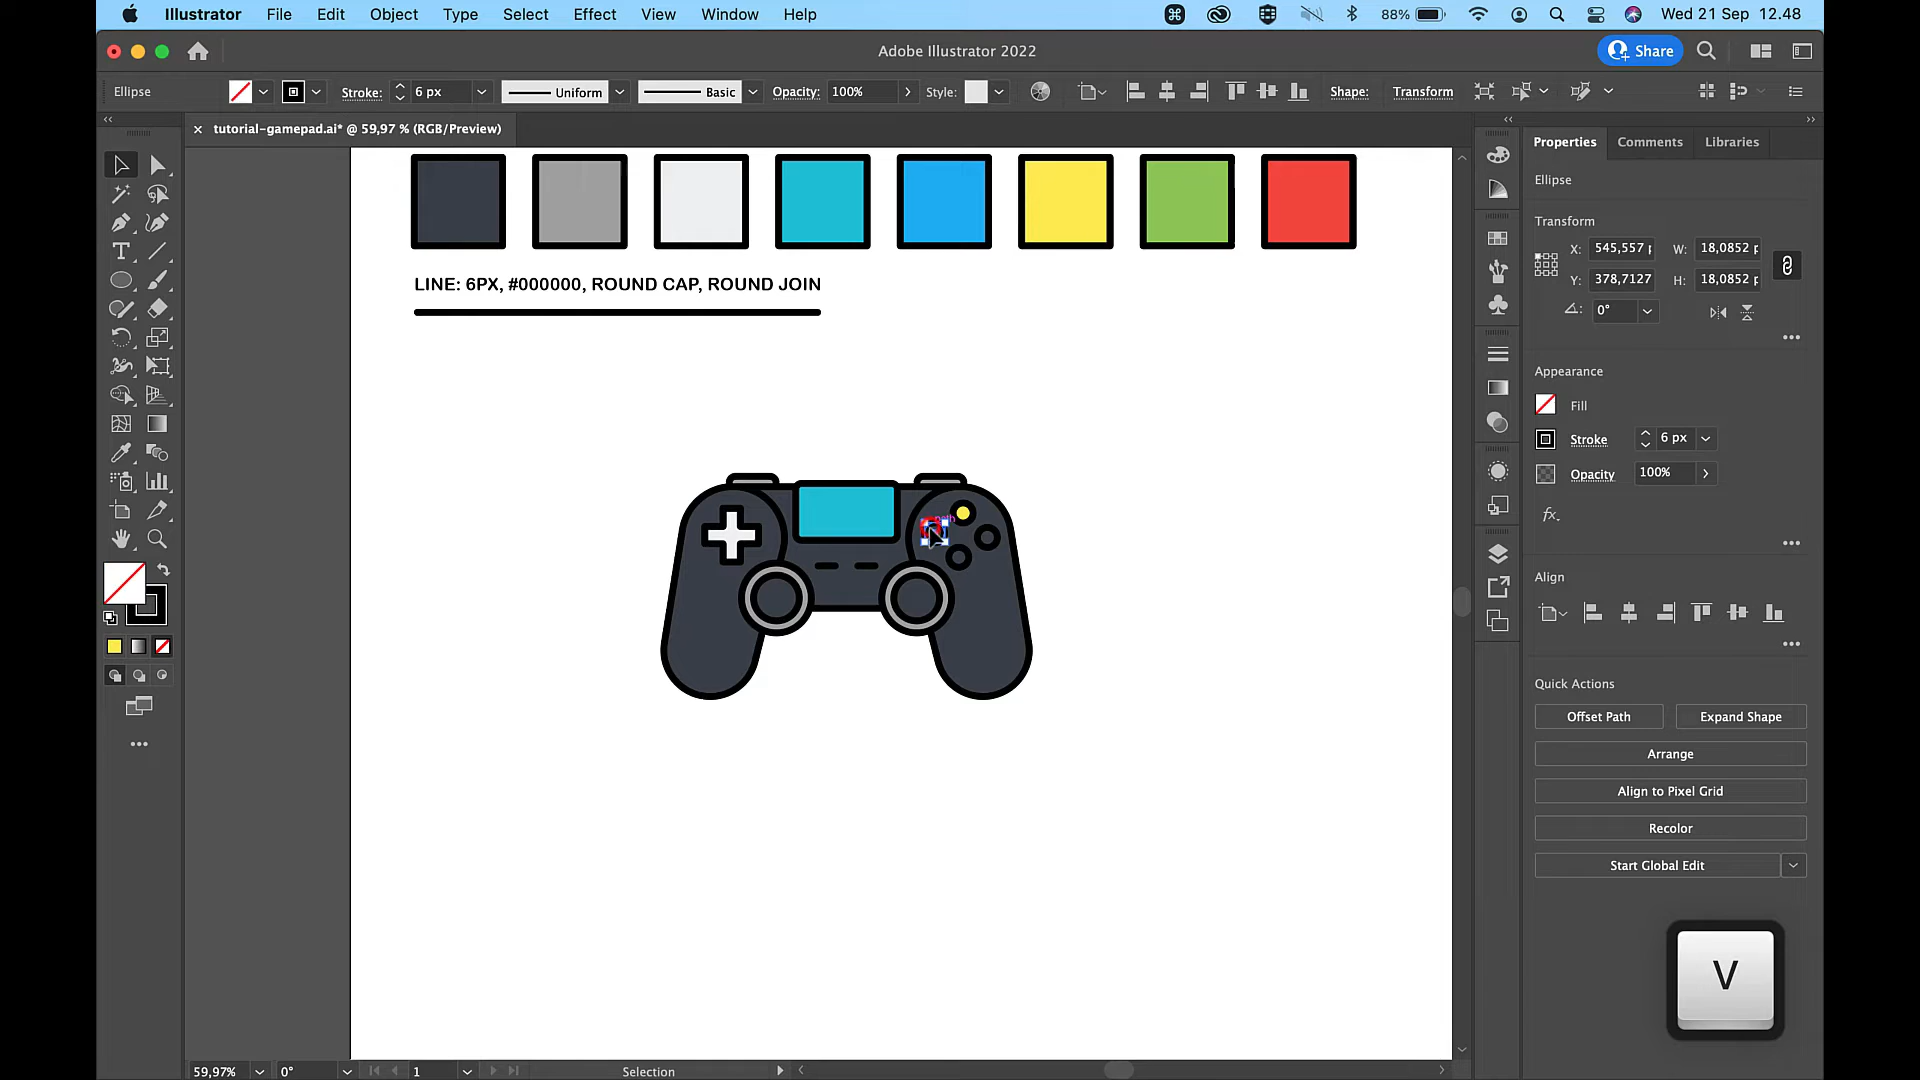 Illustrator File Edit Object Type Select Effect View Window Help 88% Wed 21 Sep 12.48
Adobe Illustrator 2022
Share
Ellipse Stroke: 6 px Uniform Basic Opacity: 100% Style: Shape: Transform
tutorial-gamepad.ai* @ 59,97 % (RGB/Preview)
Properties Comments Libraries
Ellipse
Transform
X: 545,557 W: 18,0852
Y: 378,7127 H: 18,0852
0°
LINE: 6PX, #000000, ROUND CAP, ROUND JOIN
Appearance
Fill
Stroke 6 px
Opacity 100%
fx
Align
Quick Actions
Offset Path Expand Shape
Arrange
Align to Pixel Grid
Recolor
Start Global Edit
V
59,97% 0° 1 Selection